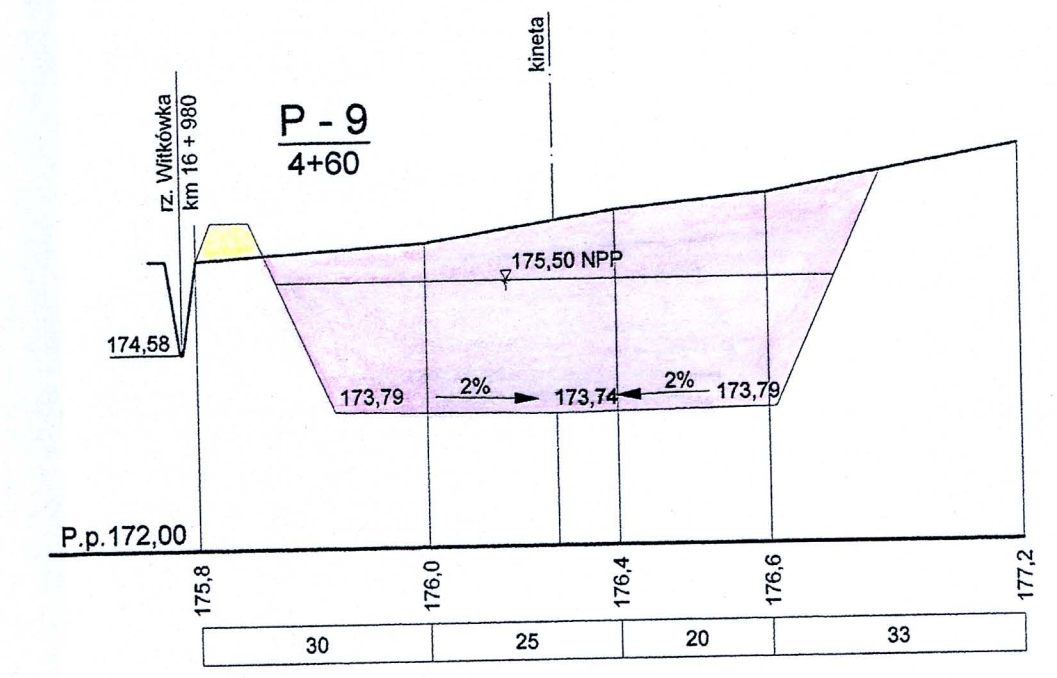 rz. Witkówka
km 16 + 980
P - 9
4+60
kineta
175,50 NPP
174,58
173,79
2%
173,74
2%
173,79
P.p.172,00
175,8
176,0
176,4
176,6
177,2
30
25
20
33